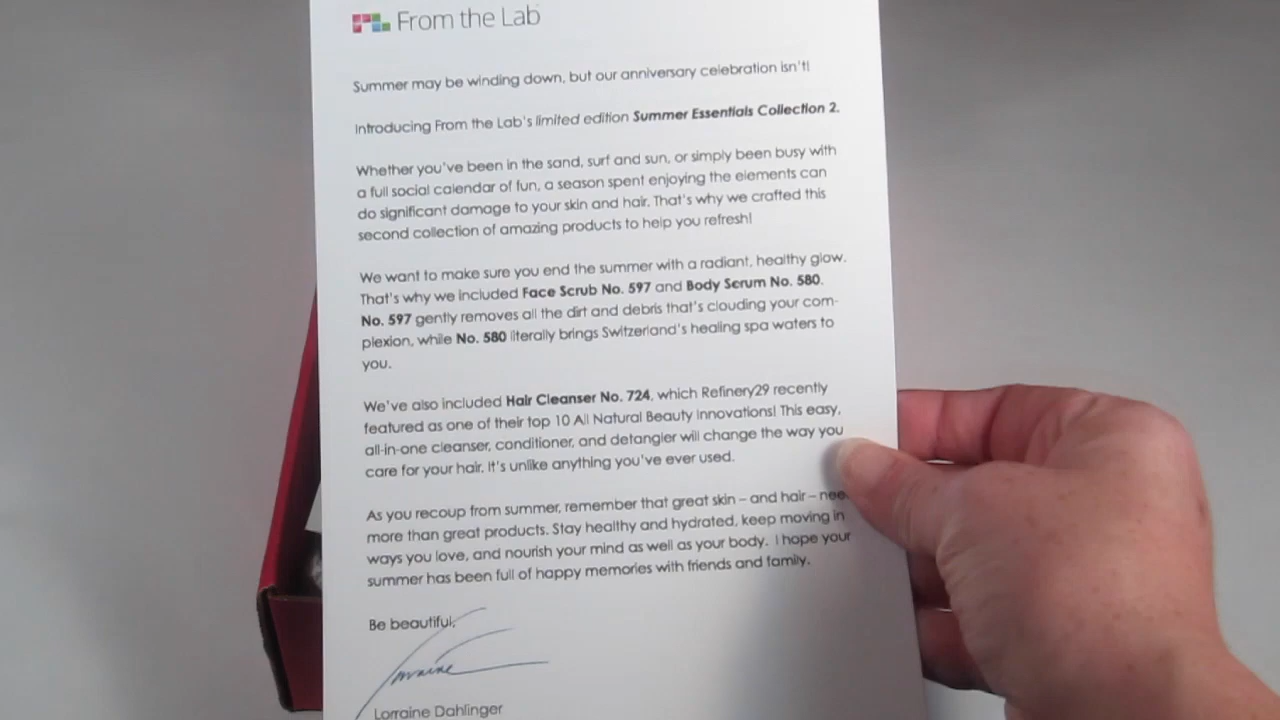 From the Lab
Summer may be winding down, but our anniversary celebration isn't!
Introducing From the Lab's limited edition Summer Essentials Collection 2.
Whether you've been in the sand, surf and sun, or simply been busy with
a full social calendar of fun, a season spent enjoying the elements can
do significant damage to your skin and hair. That's why we crafted this
second collection of amazing products to help you refresh!
We want to make sure you end the summer with a radiant, healthy glow.
That's why we included Face Scrub No. 597 and Body Serum No. 580.
No. 597 gently removes all the dirt and debris that's clouding your com-
plexion, while No. 580 literally brings Switzerland's healing spa waters to
you.
We've also included Hair Cleanser No. 724, which Refinery29 recently
featured as one of their top 10 All Natural Beauty Innovations! This easy,
all-in-one cleanser, conditioner, and detangler will change the way you
care for your hair. It's unlike anything you've ever used.
As you recoup from summer, remember that great skin – and hair – nee
more than great products. Stay healthy and hydrated, keep moving in
ways you love, and nourish your mind as well as your body. I hope your
summer has been full of happy memories with friends and family.
Be beautiful,
Lorraine
Lorraine Dahlinger